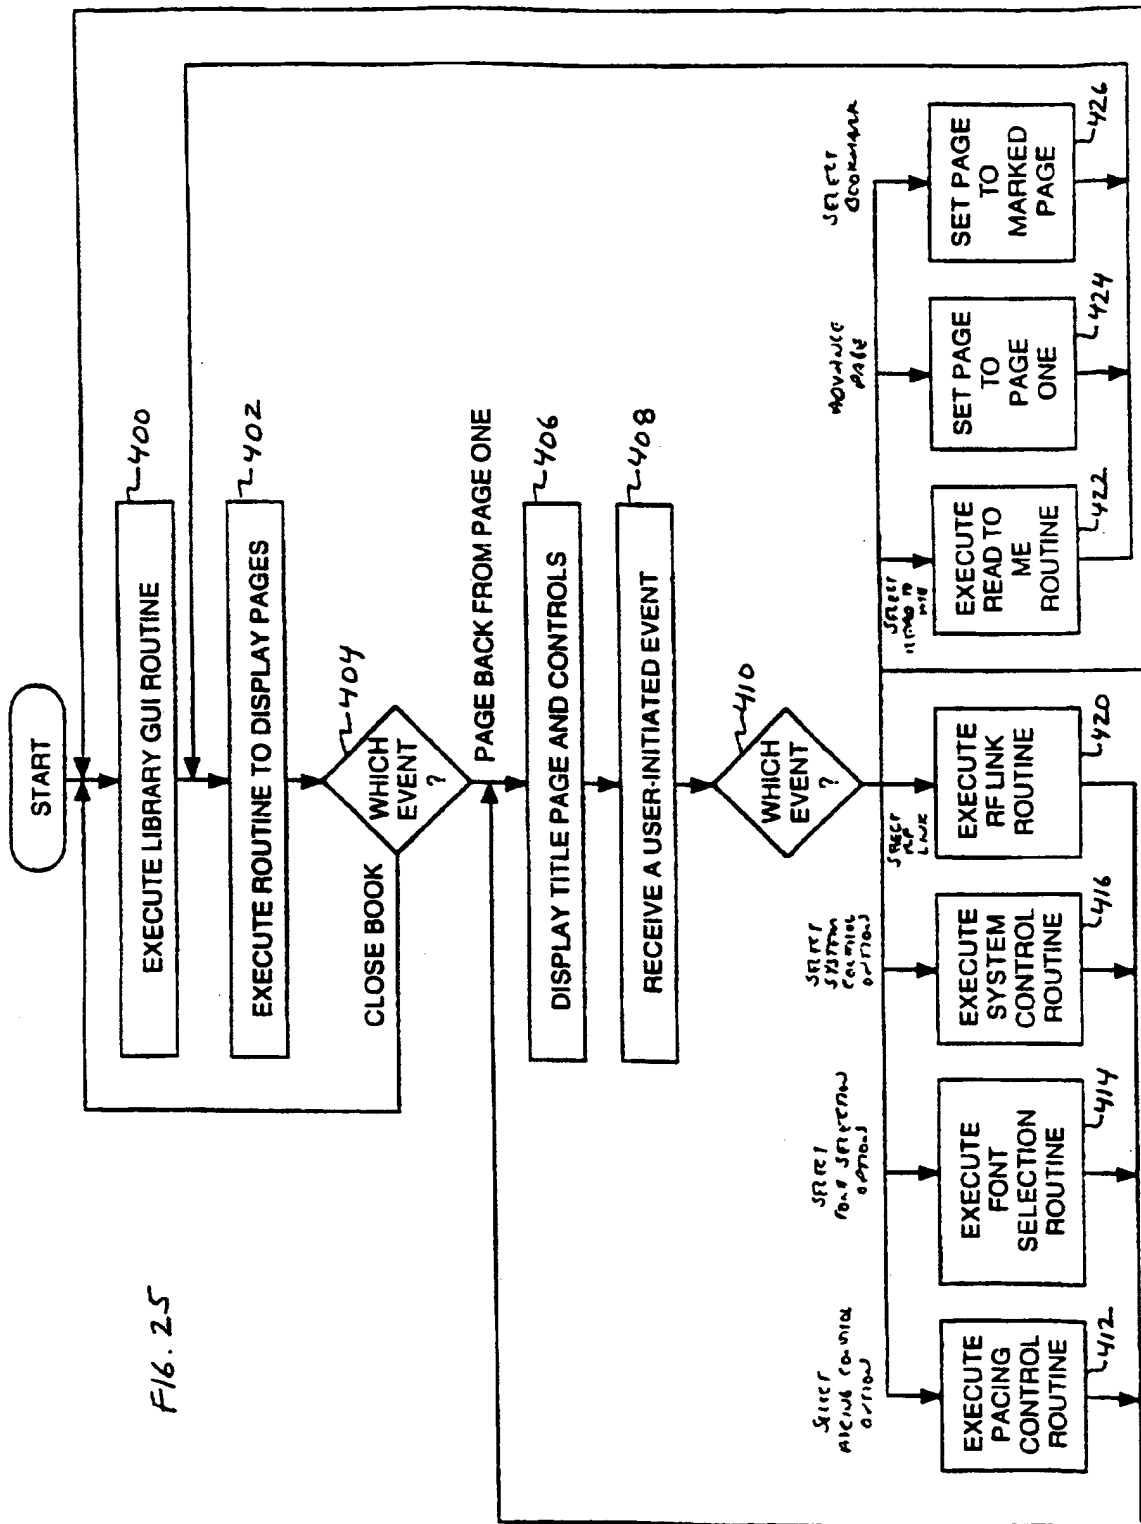 START
EXECUTE LIBRARY GUI ROUTINE
400
EXECUTE ROUTINE TO DISPLAY PAGES
402
WHICH
EVENT
?
404
CLOSE BOOK
PAGE BACK FROM PAGE ONE
DISPLAY TITLE PAGE AND CONTROLS
406
RECEIVE A USER-INITIATED EVENT
408
WHICH
EVENT
?
410
SELECT
PACING CONTROL
OPTION
EXECUTE
PACING
CONTROL
ROUTINE
412
SELECT
FONT SELECTION
OPTIONS
EXECUTE
FONT
SELECTION
ROUTINE
414
SELECT
SYSTEM
CONTROL
OPTIONS
EXECUTE
SYSTEM
CONTROL
ROUTINE
416
SELECT
RF
LINK
EXECUTE
RF LINK
ROUTINE
420
SELECT
READ TO
ME
EXECUTE
READ TO
ME
ROUTINE
422
ADVANCE
PAGE
SET PAGE
TO
PAGE
ONE
424
SELECT
BOOKMARK
SET PAGE
TO
MARKED
PAGE
426
FIG. 25